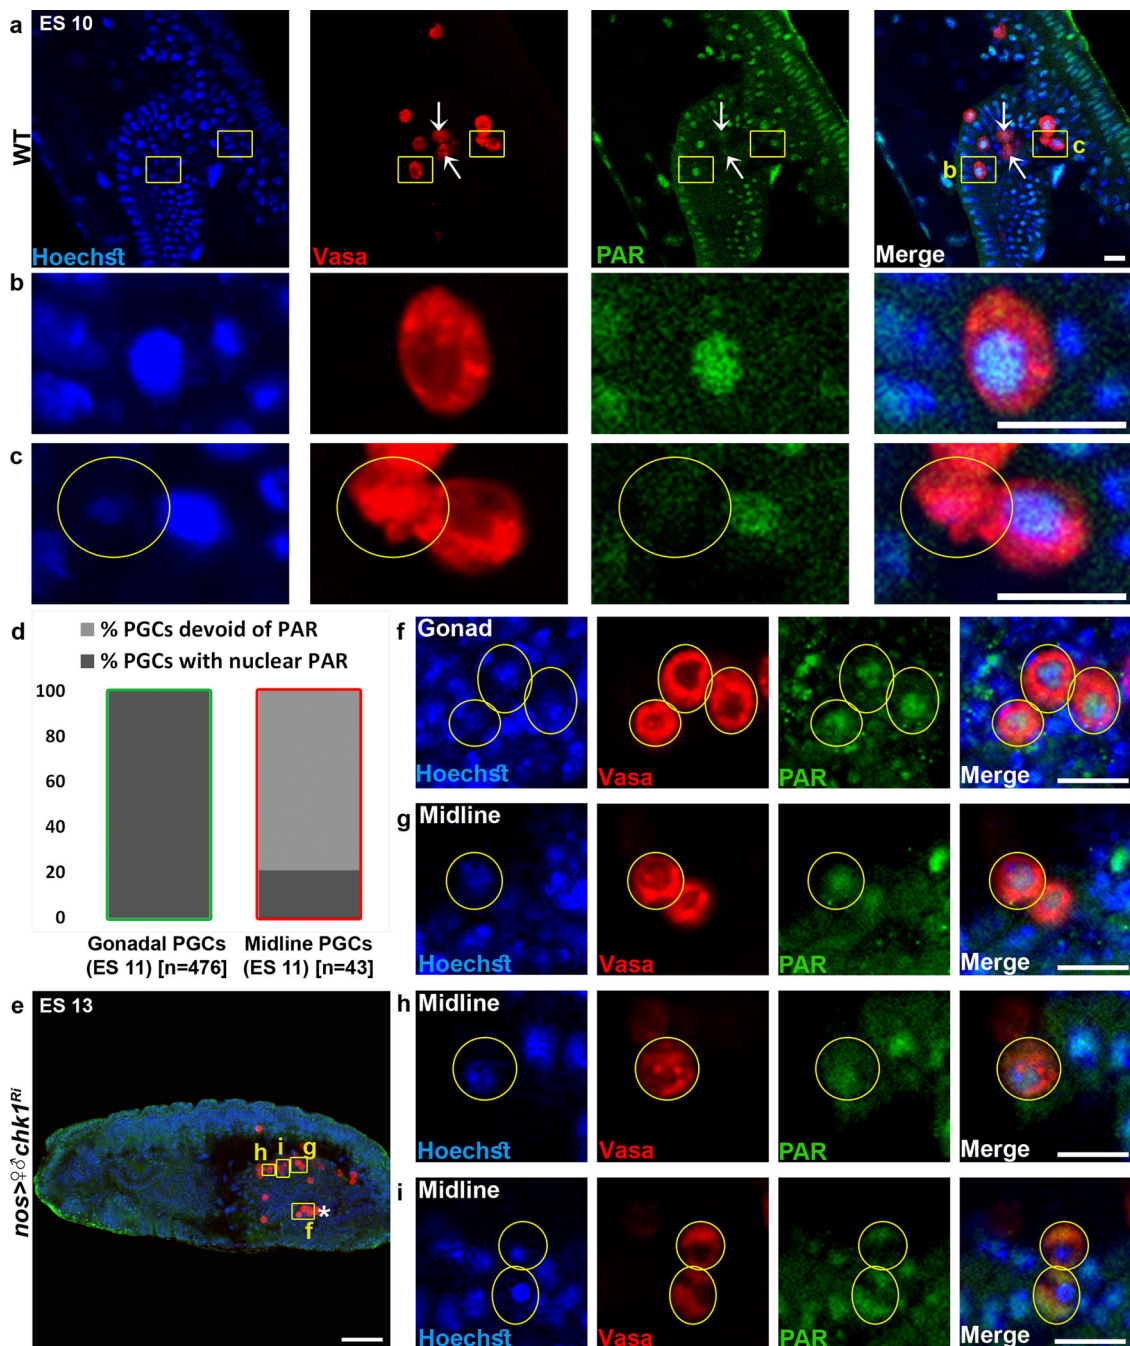 a ES 10
WT
Hoechst Vasa PAR Merge
b c
b
c
d
% PGCs devoid of PAR
% PGCs with nuclear PAR
100
80
60
40
20
0
Gonadal PGCs
(ES 11) [n=476]
Midline PGCs
(ES 11) [n=43]
e ES 13
nos>♀♂chk1Ri
h i g
f *
f Gonad
Hoechst Vasa PAR Merge
g Midline
Hoechst Vasa PAR Merge
h Midline
Hoechst Vasa PAR Merge
i Midline
Hoechst Vasa PAR Merge